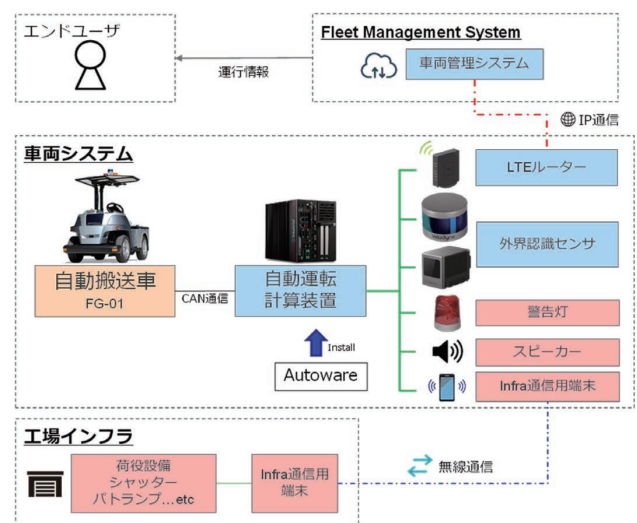 エンドユーザ
Fleet Management System
車両管理システム
運行情報
IP通信
車両システム
LTEルーター
外界認識センサ
自動搬送車
FG-01
CAN通信
自動運転
計算装置
警告灯
Install
スピーカー
Autoware
Infra通信用端末
工場インフラ
荷役設備
シャッター
パトランプ…etc
Infra通信用
端末
無線通信